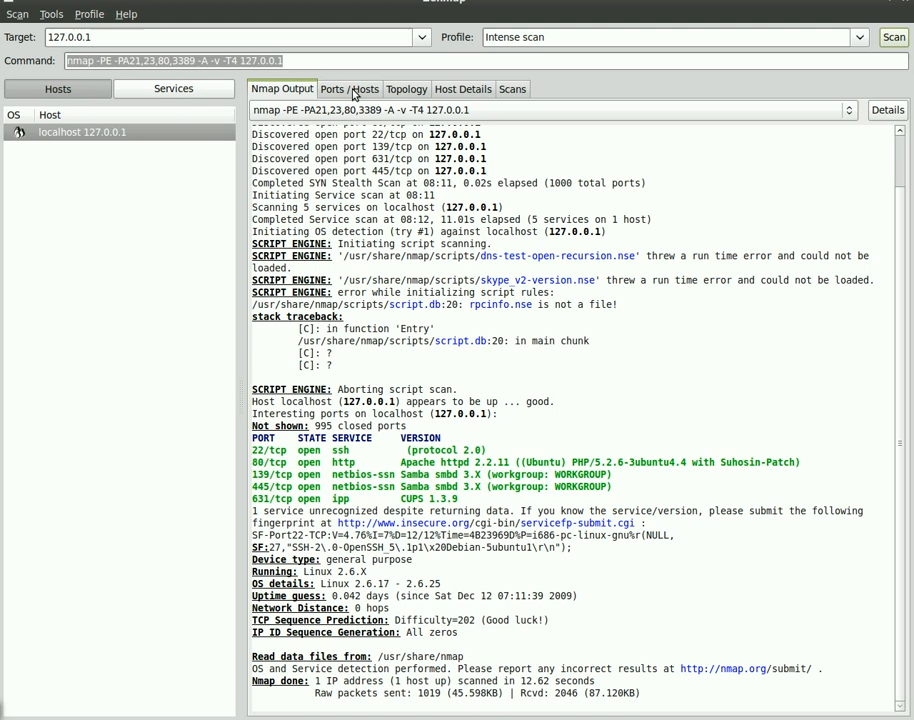 Scan Tools Profile Help
Target: 127.0.0.1 Profile: Intense scan Scan
Command: nmap -PE -PA21,23,80,3389 -A -v -T4 127.0.0.1
Hosts Services
Nmap Output Ports / Hosts Topology Host Details Scans
OS Host
localhost 127.0.0.1
nmap -PE -PA21,23,80,3389 -A -v -T4 127.0.0.1 Details
Discovered open port 22/tcp on 127.0.0.1
Discovered open port 139/tcp on 127.0.0.1
Discovered open port 631/tcp on 127.0.0.1
Discovered open port 445/tcp on 127.0.0.1
Completed SYN Stealth Scan at 08:11, 0.02s elapsed (1000 total ports)
Initiating Service scan at 08:11
Scanning 5 services on localhost (127.0.0.1)
Completed Service scan at 08:12, 11.01s elapsed (5 services on 1 host)
Initiating OS detection (try #1) against localhost (127.0.0.1)
SCRIPT ENGINE: Initiating script scanning.
SCRIPT ENGINE: '/usr/share/nmap/scripts/dns-test-open-recursion.nse' threw a run time error and could not be
loaded.
SCRIPT ENGINE: '/usr/share/nmap/scripts/skype_v2-version.nse' threw a run time error and could not be loaded.
SCRIPT ENGINE: error while initializing script rules:
/usr/share/nmap/scripts/script.db:20: rpcinfo.nse is not a file!
stack traceback:
[C]: in function 'Entry'
/usr/share/nmap/scripts/script.db:20: in main chunk
[C]: ?
[C]: ?
SCRIPT ENGINE: Aborting script scan.
Host localhost (127.0.0.1) appears to be up ... good.
Interesting ports on localhost (127.0.0.1):
Not shown: 995 closed ports
PORT STATE SERVICE VERSION
22/tcp open ssh (protocol 2.0)
80/tcp open http Apache httpd 2.2.11 ((Ubuntu) PHP/5.2.6-3ubuntu4.4 with Suhosin-Patch)
139/tcp open netbios-ssn Samba smbd 3.X (workgroup: WORKGROUP)
445/tcp open netbios-ssn Samba smbd 3.X (workgroup: WORKGROUP)
631/tcp open ipp CUPS 1.3.9
1 service unrecognized despite returning data. If you know the service/version, please submit the following
fingerprint at http://www.insecure.org/cgi-bin/servicefp-submit.cgi :
SF-Port22-TCP:V=4.76%I=7%D=12/12%Time=4B23969D%P=i686-pc-linux-gnu%r(NULL,
SF:27,"SSH-2\.0-OpenSSH_5\.1p1\x20Debian-5ubuntu1\r\n");
Device type: general purpose
Running: Linux 2.6.X
OS details: Linux 2.6.17 - 2.6.25
Uptime guess: 0.042 days (since Sat Dec 12 07:11:39 2009)
Network Distance: 0 hops
TCP Sequence Prediction: Difficulty=202 (Good luck!)
IP ID Sequence Generation: All zeros
Read data files from: /usr/share/nmap
OS and Service detection performed. Please report any incorrect results at http://nmap.org/submit/ .
Nmap done: 1 IP address (1 host up) scanned in 12.62 seconds
Raw packets sent: 1019 (45.598KB) | Rcvd: 2046 (87.120KB)